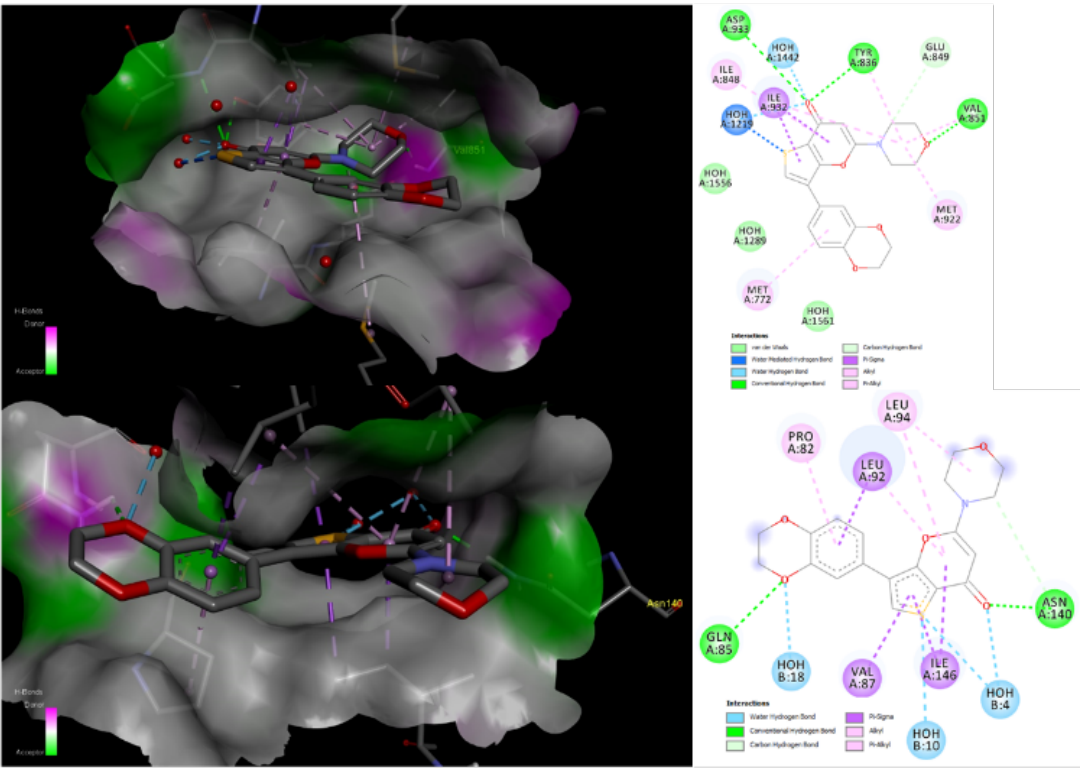 Val851
H-Bonds
Donor
Acceptor
ASP
A:933
HOH
A:1442
TYR
A:836
GLU
A:849
ILE
A:848
ILE
A:932
HOH
A:1219
VAL
A:851
N
O
O
HOH
A:1556
MET
A:922
HOH
A:1289
O
O
MET
A:772
HOH
A:1561
Interactions
van der Waals
Water Mediated Hydrogen Bond
Water Hydrogen Bond
Conventional Hydrogen Bond
Carbon Hydrogen Bond
Pi-Sigma
Alkyl
Pi-Alkyl
Asn140
H-Bonds
Donor
Acceptor
LEU
A:94
PRO
A:82
LEU
A:92
O
N
O
O
O
O
GLN
A:85
ASN
A:140
HOH
B:18
VAL
A:87
ILE
A:146
HOH
B:4
HOH
B:10
Interactions
Water Hydrogen Bond
Conventional Hydrogen Bond
Carbon Hydrogen Bond
Pi-Sigma
Alkyl
Pi-Alkyl